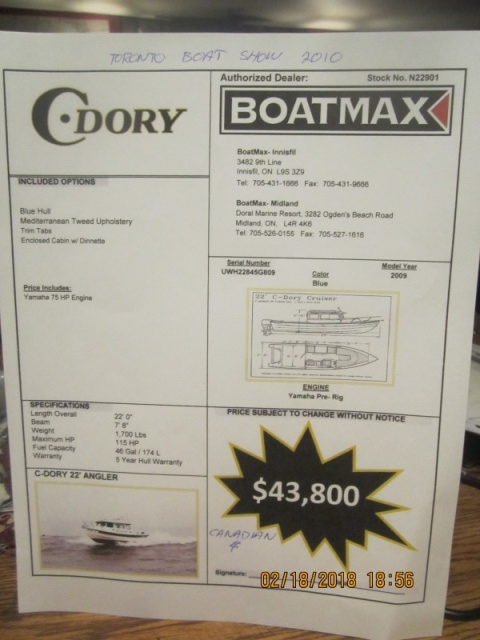 TORONTO BOAT SHOW 2010
C-DORY
Authorized Dealer:
Stock No. N22901
BOATMAX
BoatMax- Innisfil
3482 9th Line
Innisfil, ON L9S 3Z9
Tel: 705-431-1666 Fax: 705-431-9666
BoatMax- Midland
Doral Marine Resort, 3282 Ogden's Beach Road
Midland, ON, L4R 4K6
Tel: 705-526-0155 Fax: 705-527-1616
INCLUDED OPTIONS
Blue Hull
Mediterranean Tweed Upholstery
Trim Tabs
Enclosed Cabin w/ Dinnette
Price Includes:
Yamaha 75 HP Engine
Serial Number
UWH22845G809
Color
Blue
Model Year
2009
22' C-Dory Cruiser
ENGINE
Yamaha Pre- Rig
SPECIFICATIONS
Length Overall 22' 0"
Beam 7' 8"
Weight 1,700 Lbs
Maximum HP 115 HP
Fuel Capacity 46 Gal / 174 L
Warranty 5 Year Hull Warranty
C-DORY 22' ANGLER
PRICE SUBJECT TO CHANGE WITHOUT NOTICE
$43,800
CANADIAN
$
Signature:
02/18/2018 18:56